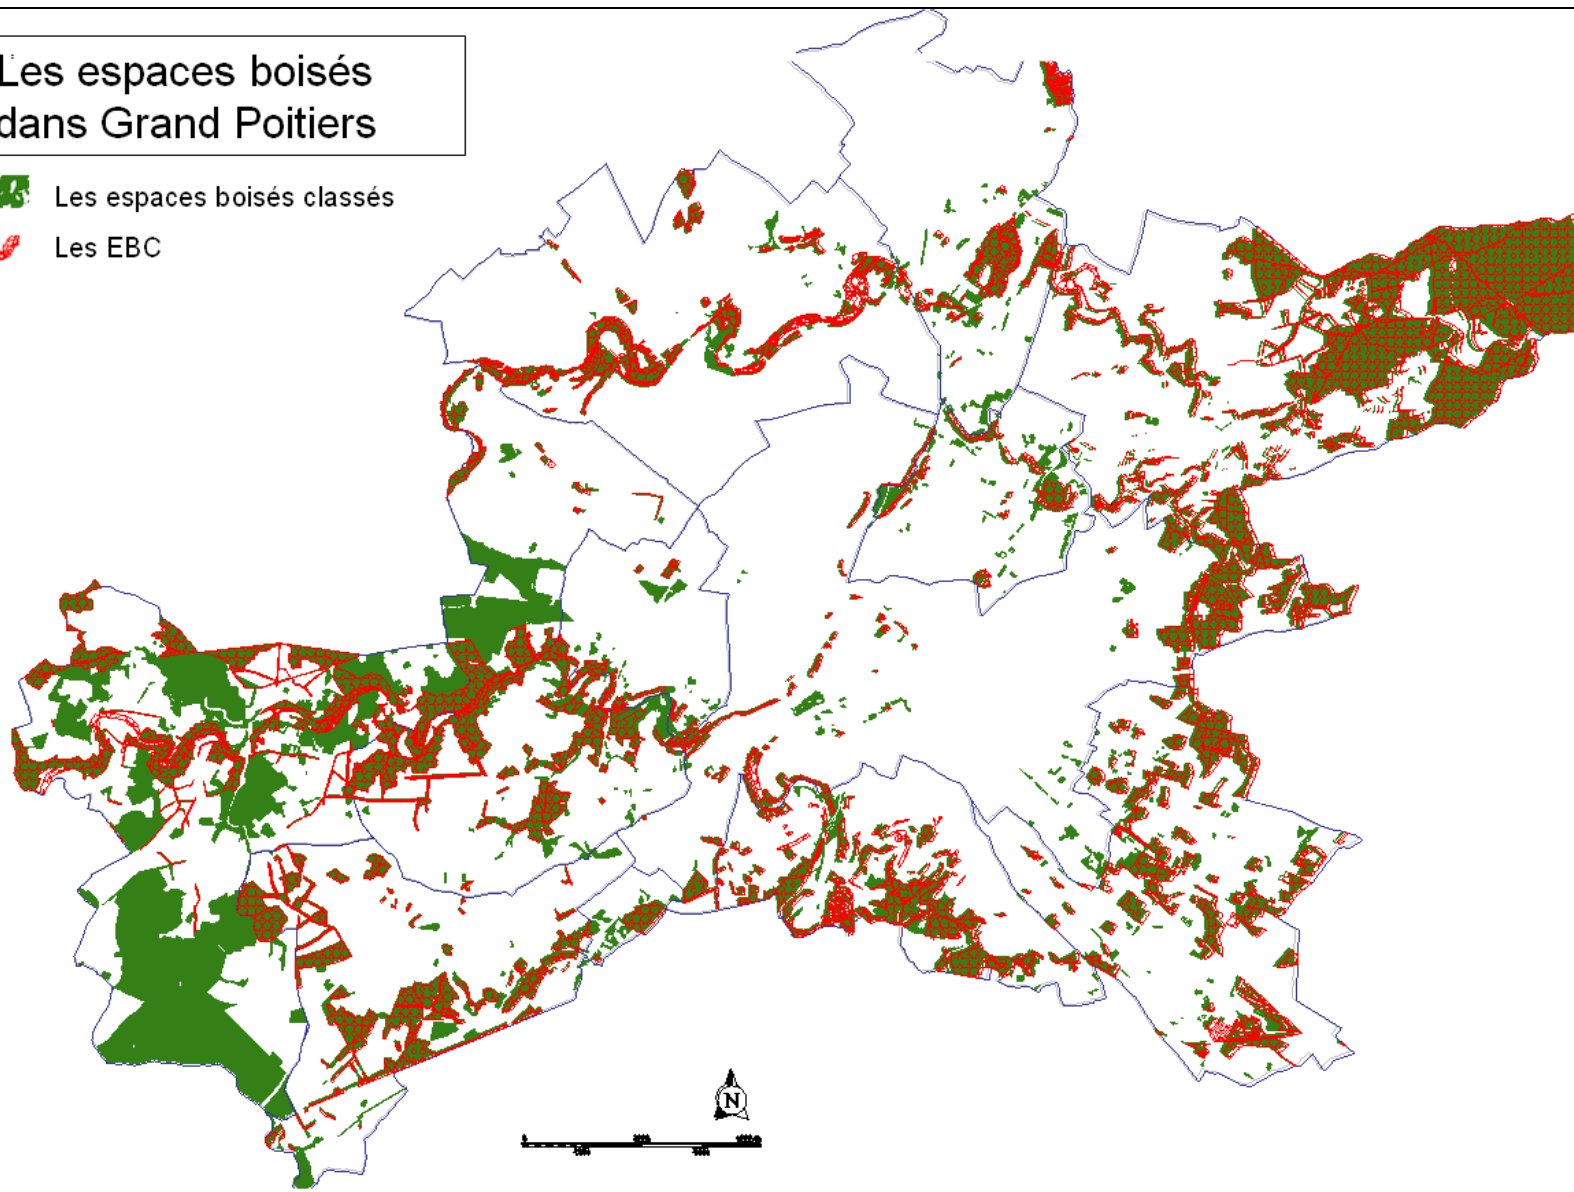 Les espaces boisés
dans Grand Poitiers
Les espaces boisés classés
Les EBC
N